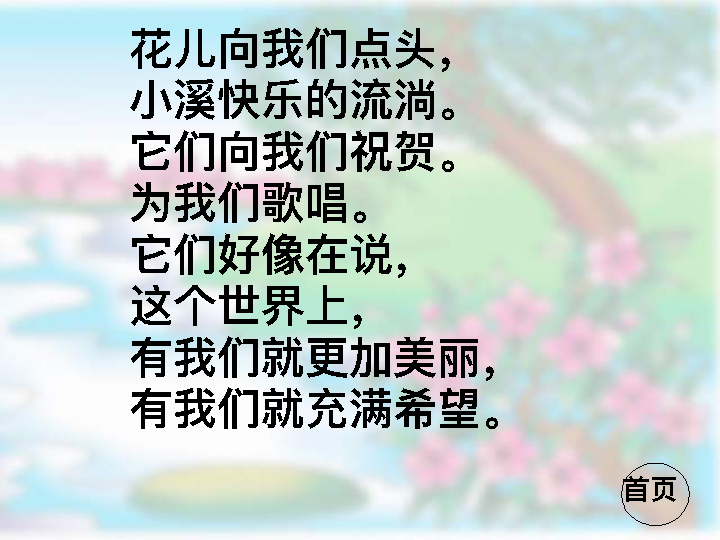 花儿向我们点头，
小溪快乐的流淌。
它们向我们祝贺。
为我们歌唱。
它们好像在说，
这个世界上，
有我们就更加美丽，
有我们就充满希望。
首页